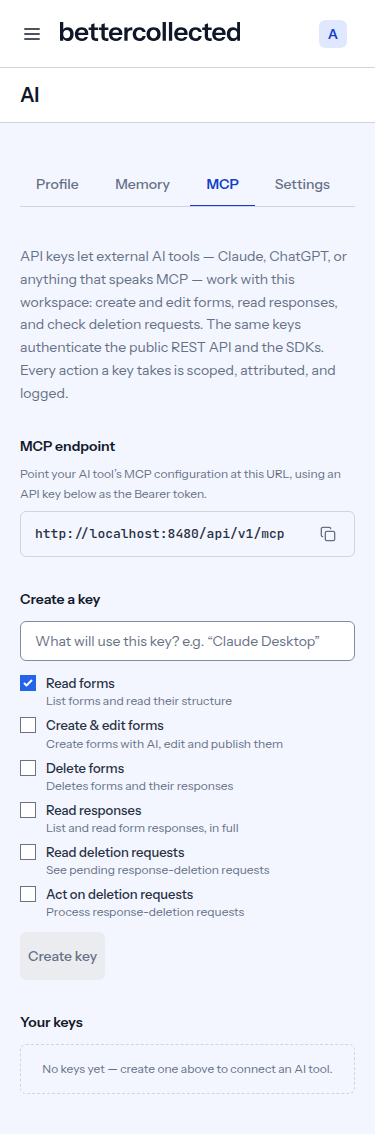 bettercollected
A
AI
Profile
Memory
MCP
Settings
API keys let external AI tools — Claude, ChatGPT, or
anything that speaks MCP — work with this
workspace: create and edit forms, read responses,
and check deletion requests. The same keys
authenticate the public REST API and the SDKs.
Every action a key takes is scoped, attributed, and
logged.
MCP endpoint
Point your AI tool’s MCP configuration at this URL, using an
API key below as the Bearer token.
http://localhost:8480/api/v1/mcp
Create a key
What will use this key? e.g. “Claude Desktop”
Read forms
List forms and read their structure
Create & edit forms
Create forms with AI, edit and publish them
Delete forms
Deletes forms and their responses
Read responses
List and read form responses, in full
Read deletion requests
See pending response-deletion requests
Act on deletion requests
Process response-deletion requests
Create key
Your keys
No keys yet — create one above to connect an AI tool.